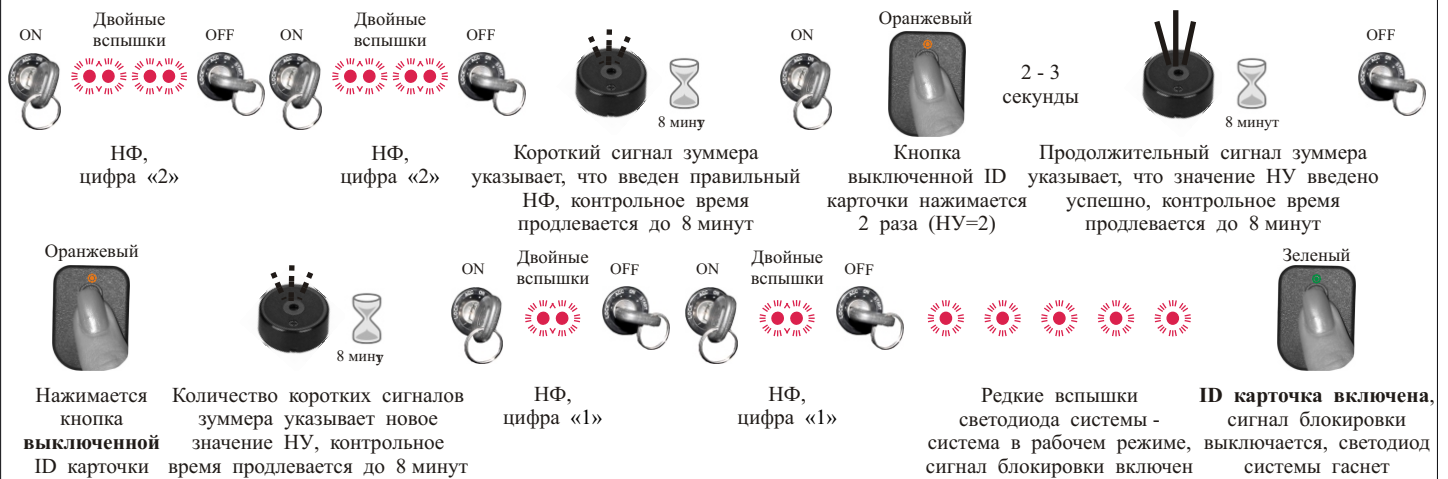 ON
Двойные
вспышки
OFF
ON
Двойные
вспышки
OFF
8 минут
ON
Оранжевый
2 - 3
секунды
8 минут
OFF
НФ,
цифра «2»
НФ,
цифра «2»
Короткий сигнал зуммера
указывает, что введен правильный
НФ, контрольное время
продлевается до 8 минут
Кнопка
выключенной ID
карточки нажимается
2 раза (НУ=2)
Продолжительный сигнал зуммера
указывает, что значение НУ введено
успешно, контрольное время
продлевается до 8 минут
Оранжевый
8 мину
ON
Двойные
вспышки
OFF
ON
Двойные
вспышки
OFF
Зеленый
Нажимается
кнопка
выключенной
ID карточки
Количество коротких сигналов
зуммера указывает новое
значение НУ, контрольное
время продлевается до 8 минут
НФ,
цифра «1»
НФ,
цифра «1»
Редкие вспышки
светодиода системы -
система в рабочем режиме,
сигнал блокировки включен
ID карточка включена,
сигнал блокировки
выключается, светодиод
системы гаснет